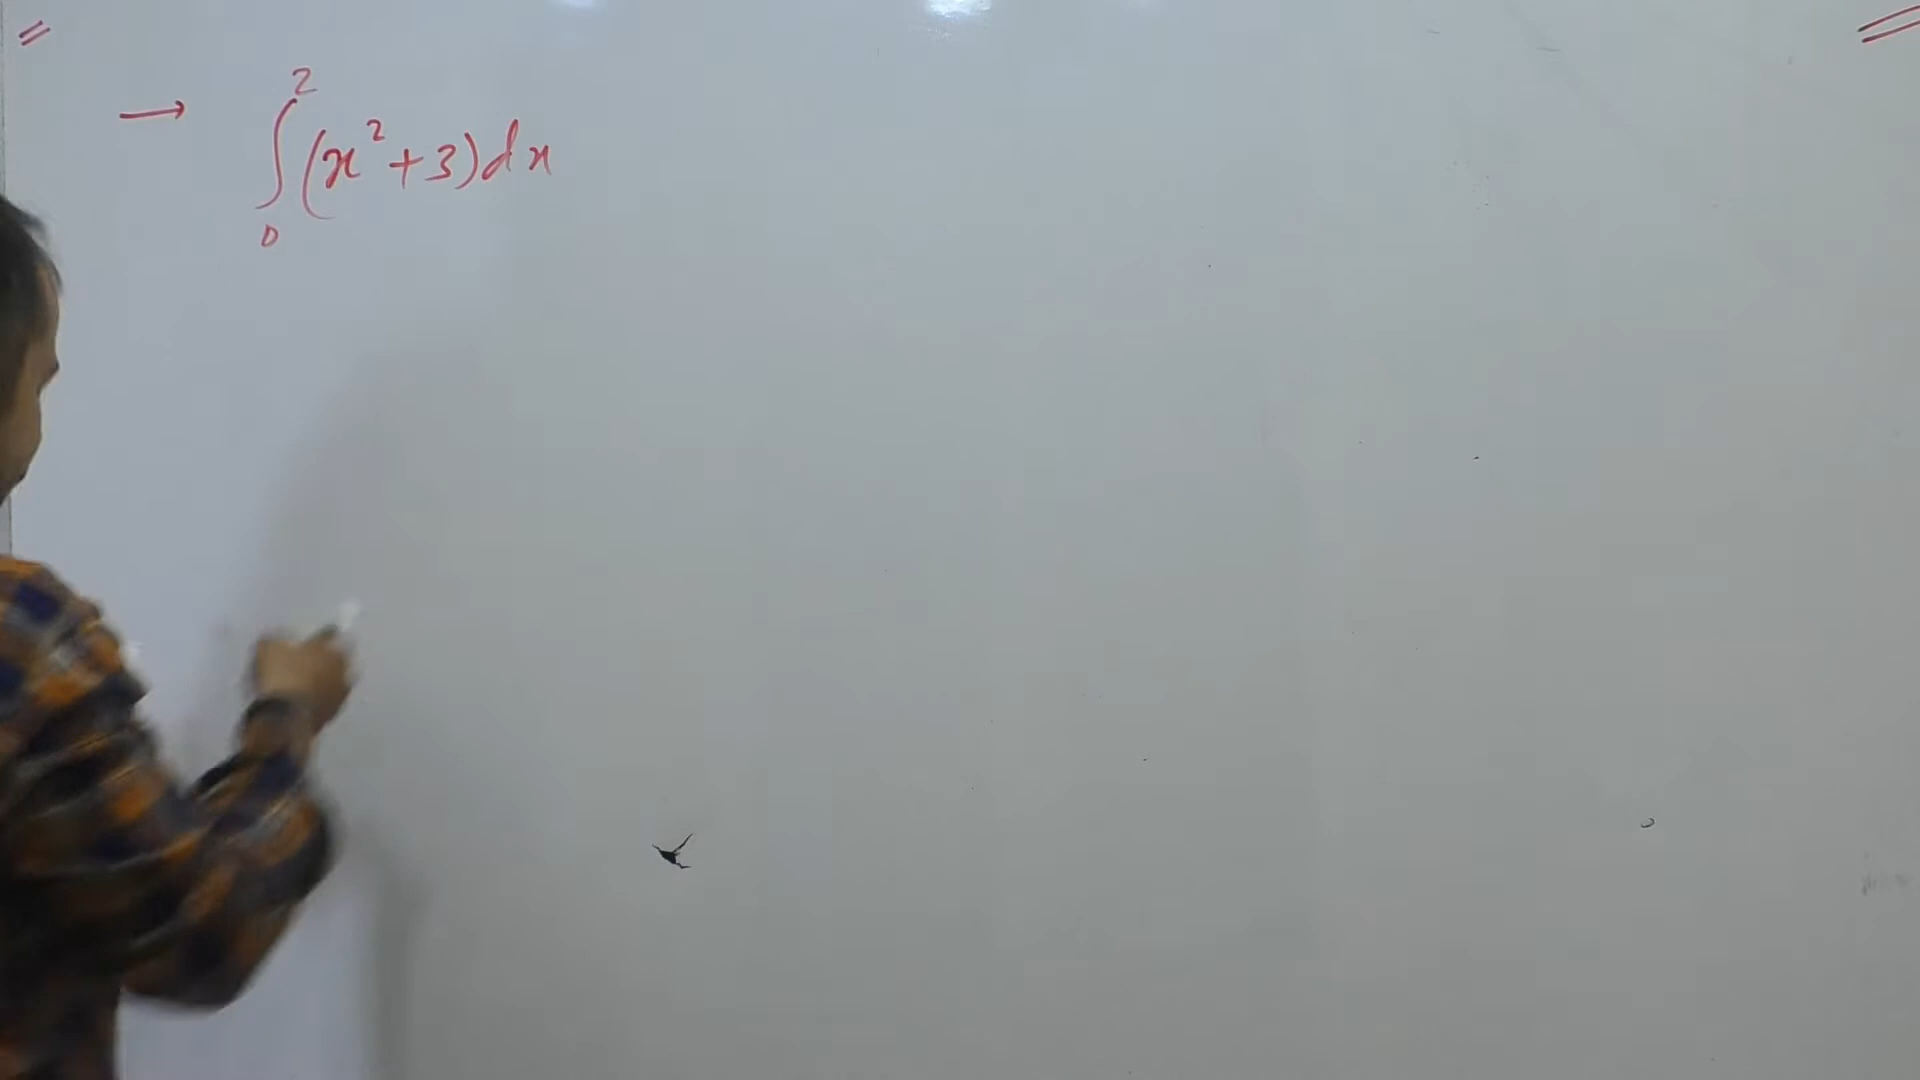 → ∫₀² (x² + 3) dx